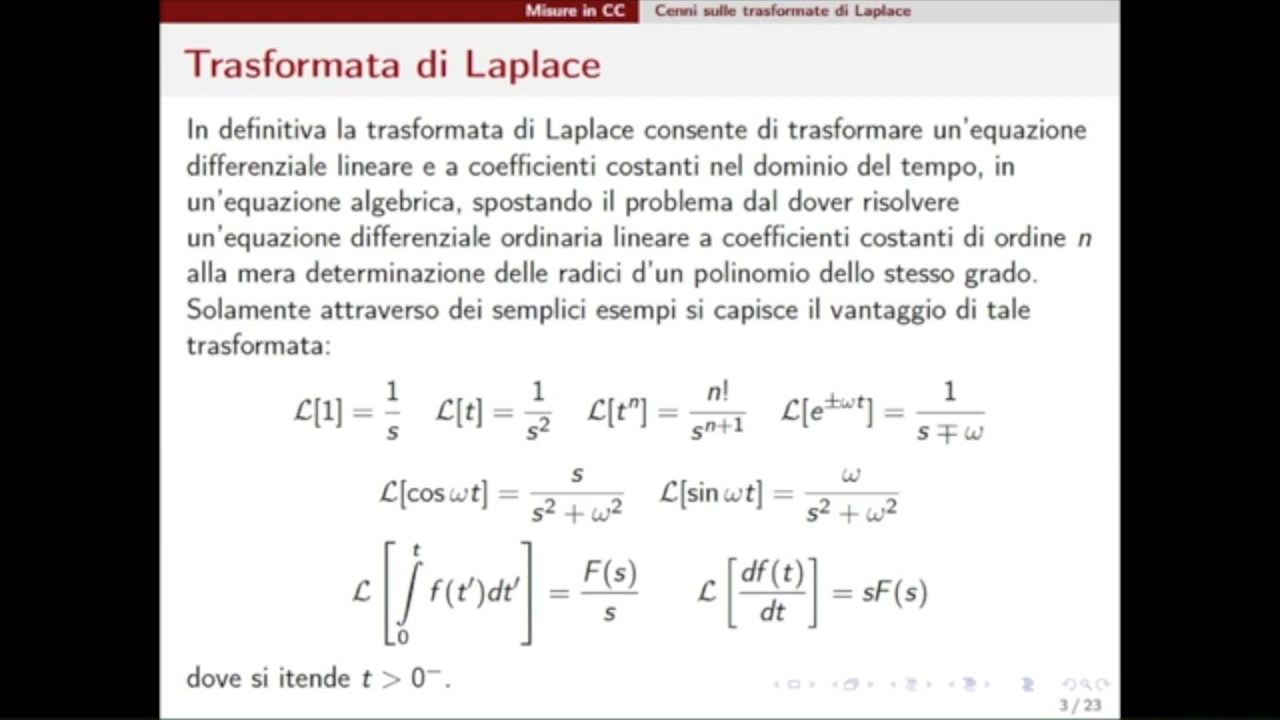 Misure in CC Cenni sulle trasformate di Laplace
Trasformata di Laplace
In definitiva la trasformata di Laplace consente di trasformare un'equazione
differenziale lineare e a coefficienti costanti nel dominio del tempo, in
un'equazione algebrica, spostando il problema dal dover risolvere
un'equazione differenziale ordinaria lineare a coefficienti costanti di ordine n
alla mera determinazione delle radici d'un polinomio dello stesso grado.
Solamente attraverso dei semplici esempi si capisce il vantaggio di tale
trasformata:
ℒ[1] = 1/s ℒ[t] = 1/s² ℒ[tⁿ] = n!/sⁿ⁺¹ ℒ[e^{±ωt}] = 1/(s ∓ ω)
ℒ[cos ωt] = s/(s² + ω²) ℒ[sin ωt] = ω/(s² + ω²)
ℒ[∫₀ᵗ f(t′)dt′] = F(s)/s ℒ[df(t)/dt] = sF(s)
dove si itende t > 0⁻.
3 / 23